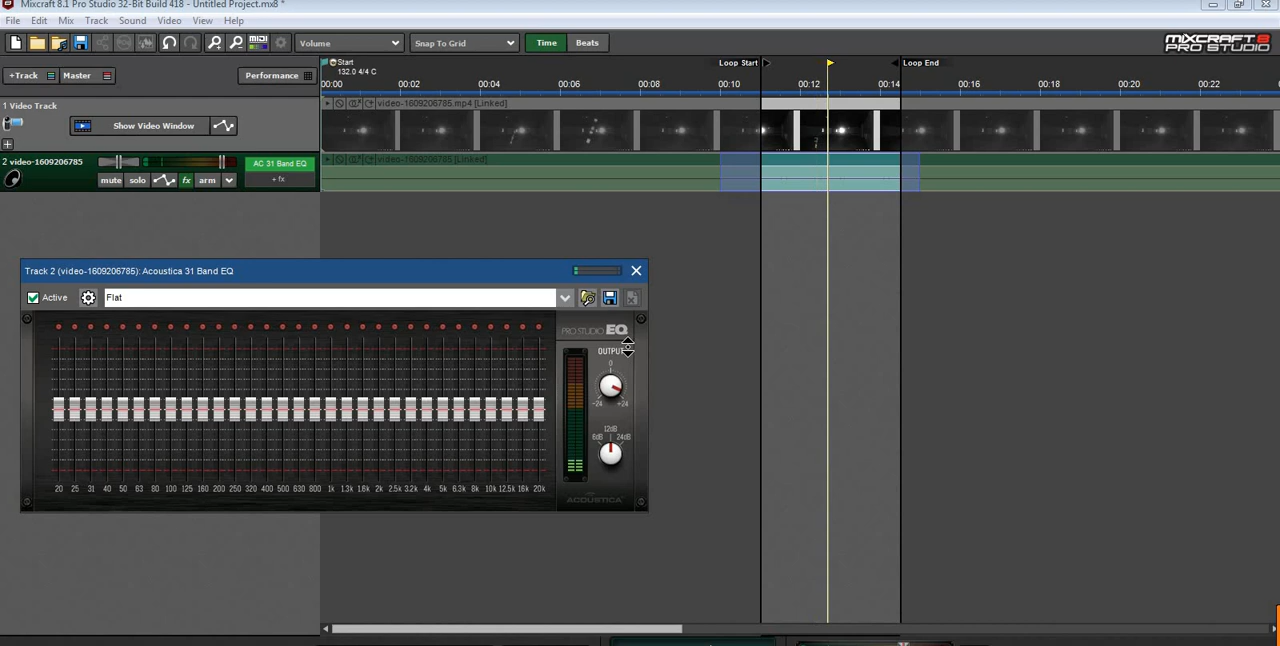 Mixcraft 8.1 Pro Studio 32-Bit Build 418 - Untitled Project.mx8 *
File Edit Mix Track Sound Video View Help
Volume Snap To Grid Time Beats MIXCRAFT 8
PRO STUDIO
+Track Master Performance
Start
132.0 4/4 C
Loop Start Loop End
00:00 00:02 00:04 00:06 00:08 00:10 00:12 00:14 00:16 00:18 00:20 00:22
1 Video Track
video-1609206785.mp4 [Linked]
Show Video Window
2 video-1609206785
AC 31 Band EQ
video-1609206785 [Linked]
mute solo fx arm
+ fx
Track 2 (video-1609206785): Acoustica 31 Band EQ
Active Flat
PRO STUDIO EQ
OUTPUT
0
-24 +24
12dB
6dB 24dB
20 25 31 40 50 63 80 100 125 160 200 250 320 400 500 630 800 1k 1.3k 1.6k 2k 2.5k 3.2k 4k 5k 6.3k 8k 10k 12.5k 16k 20k
ACOUSTICA